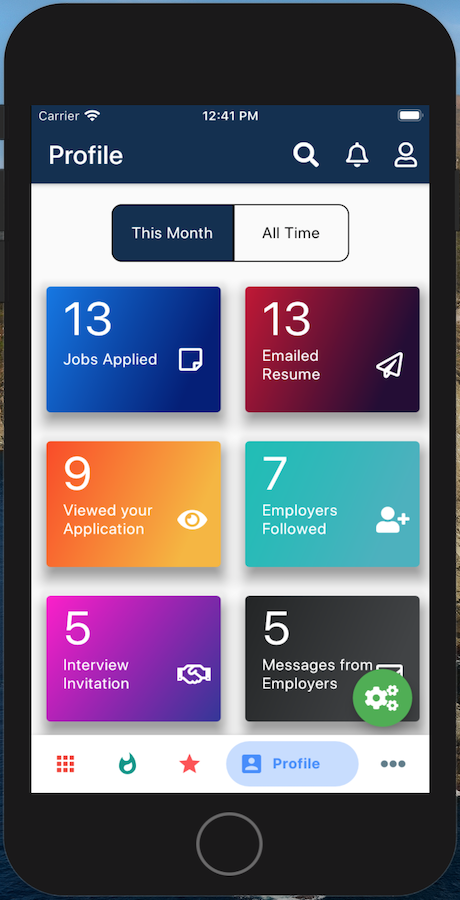 Carrier 12:41 PM
Profile
This Month All Time
13
Jobs Applied
13
Emailed
Resume
9
Viewed your
Application
7
Employers
Followed
5
Interview
Invitation
5
Messages from
Employers
Profile